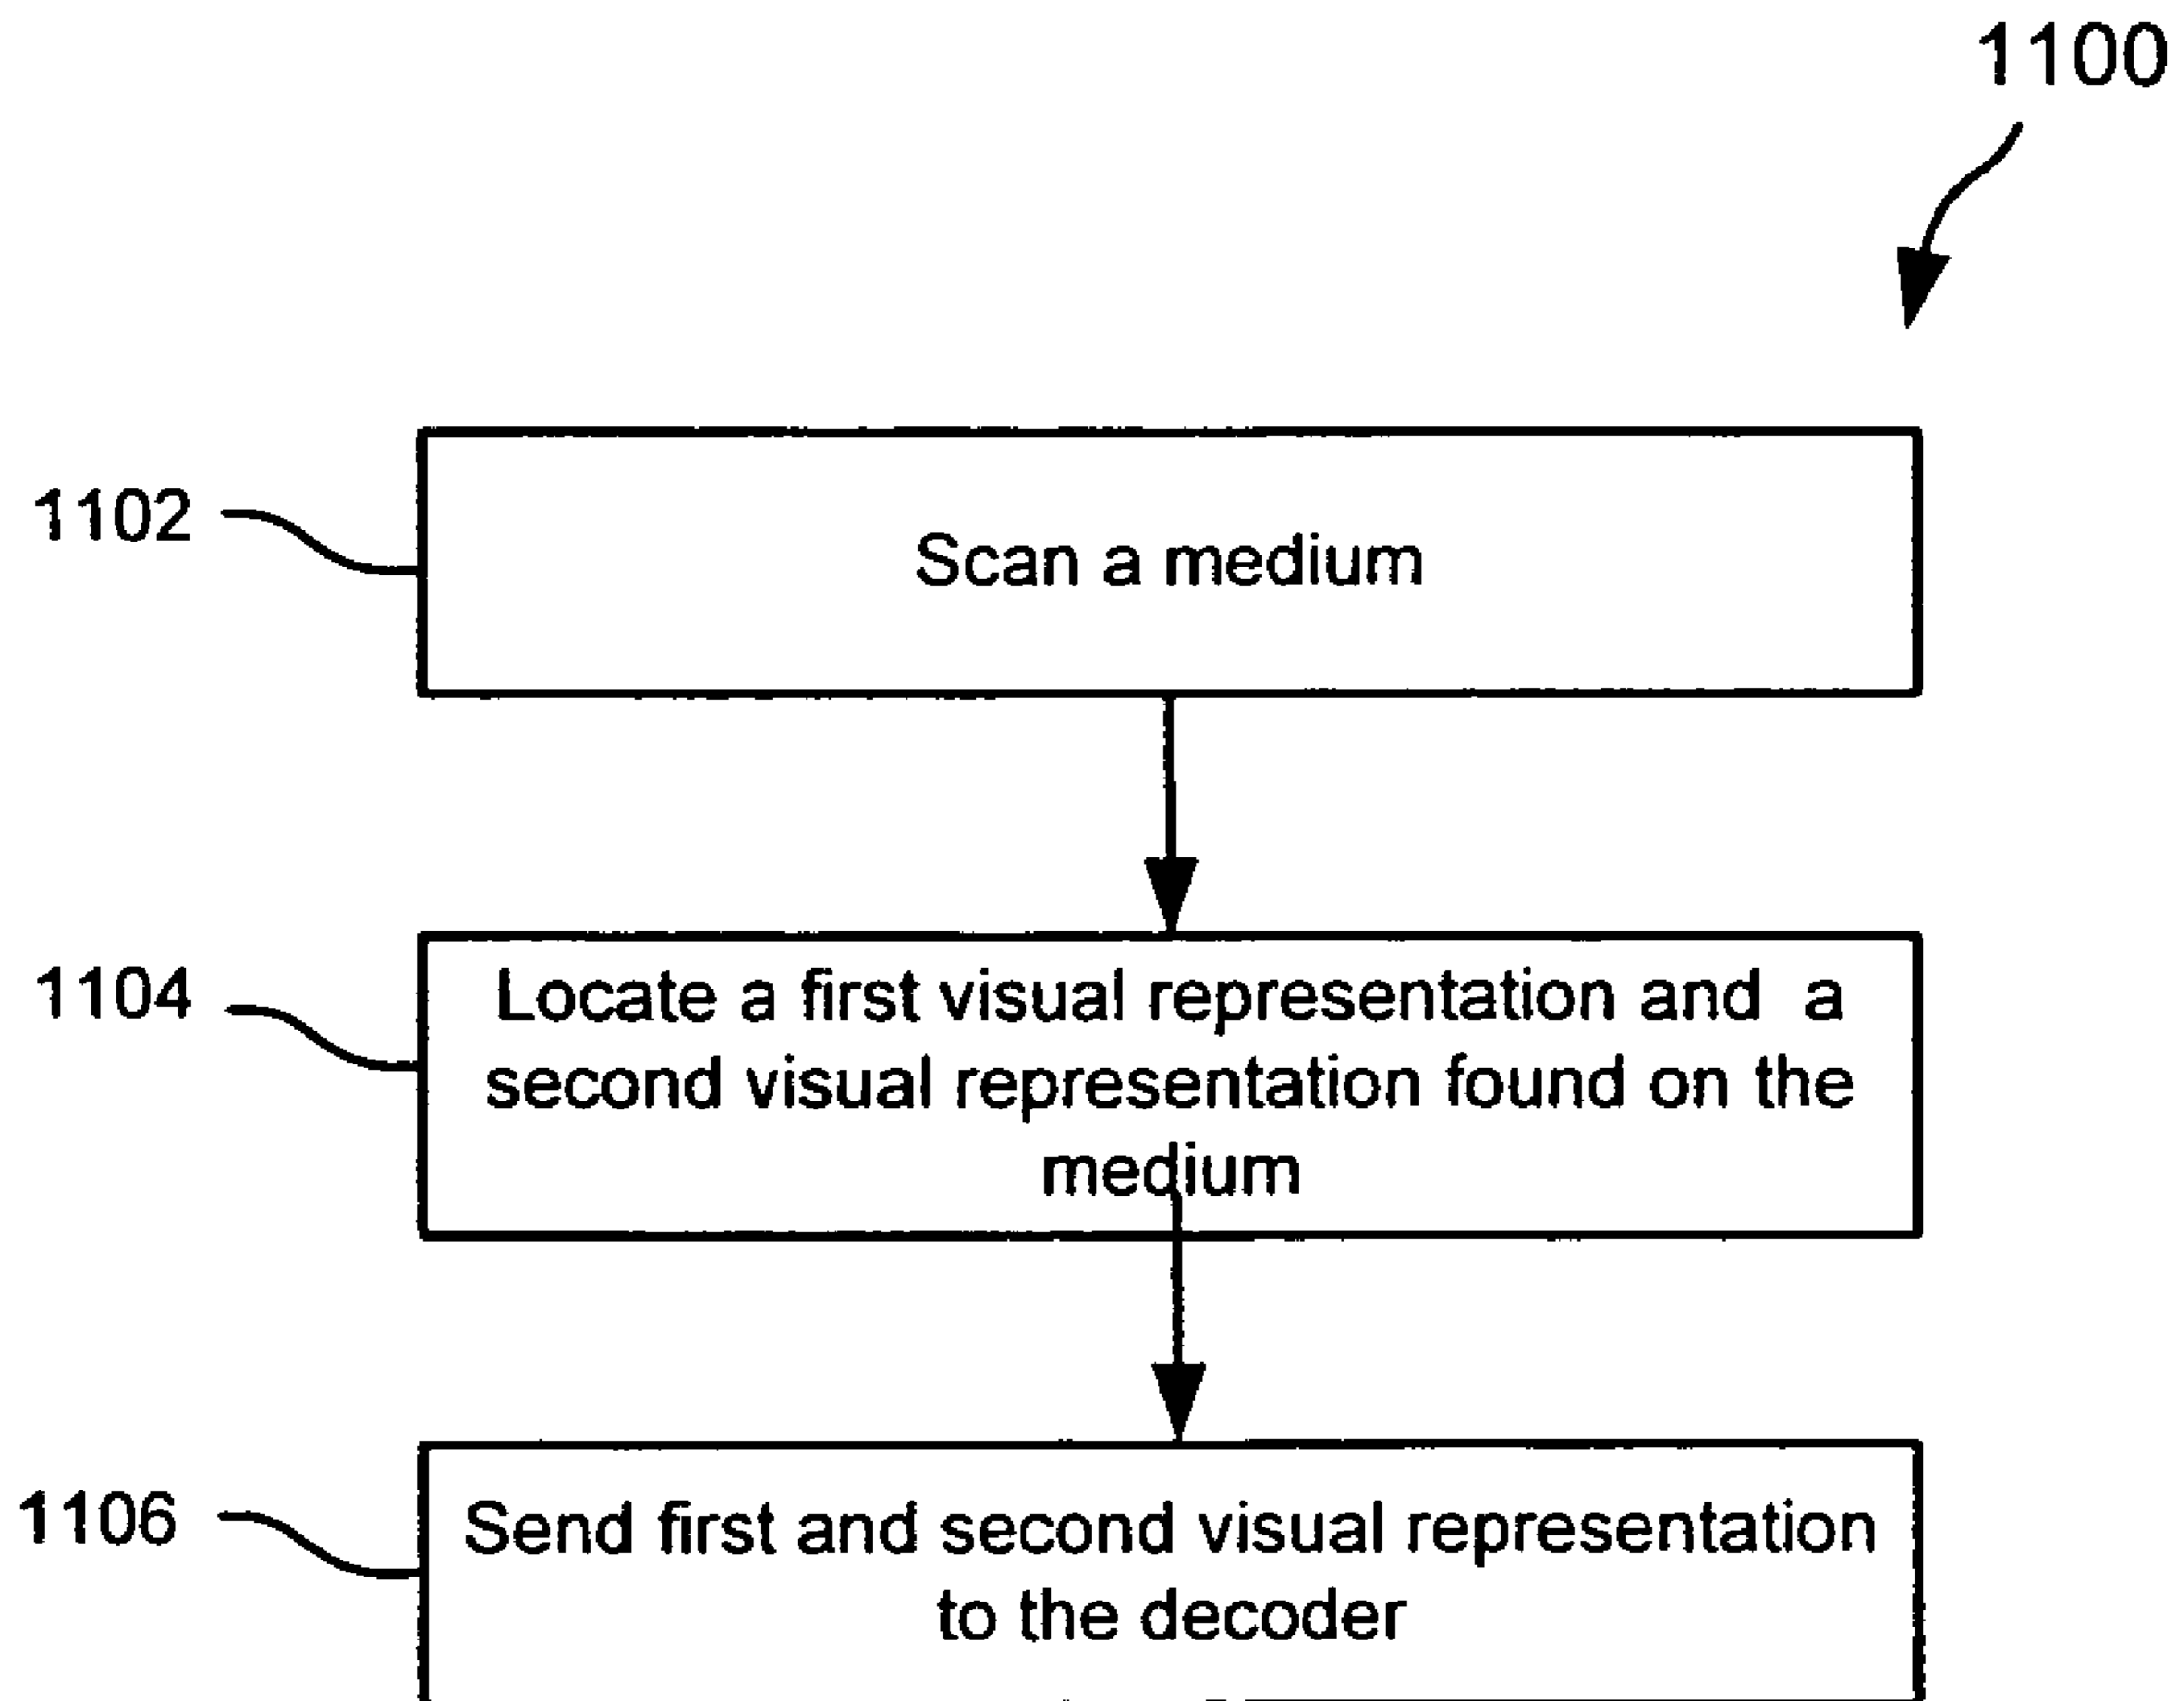 1100
1102
Scan a medium
1104
Locate a first visual representation and a
second visual representation found on the
medium
1106
Send first and second visual representation
to the decoder